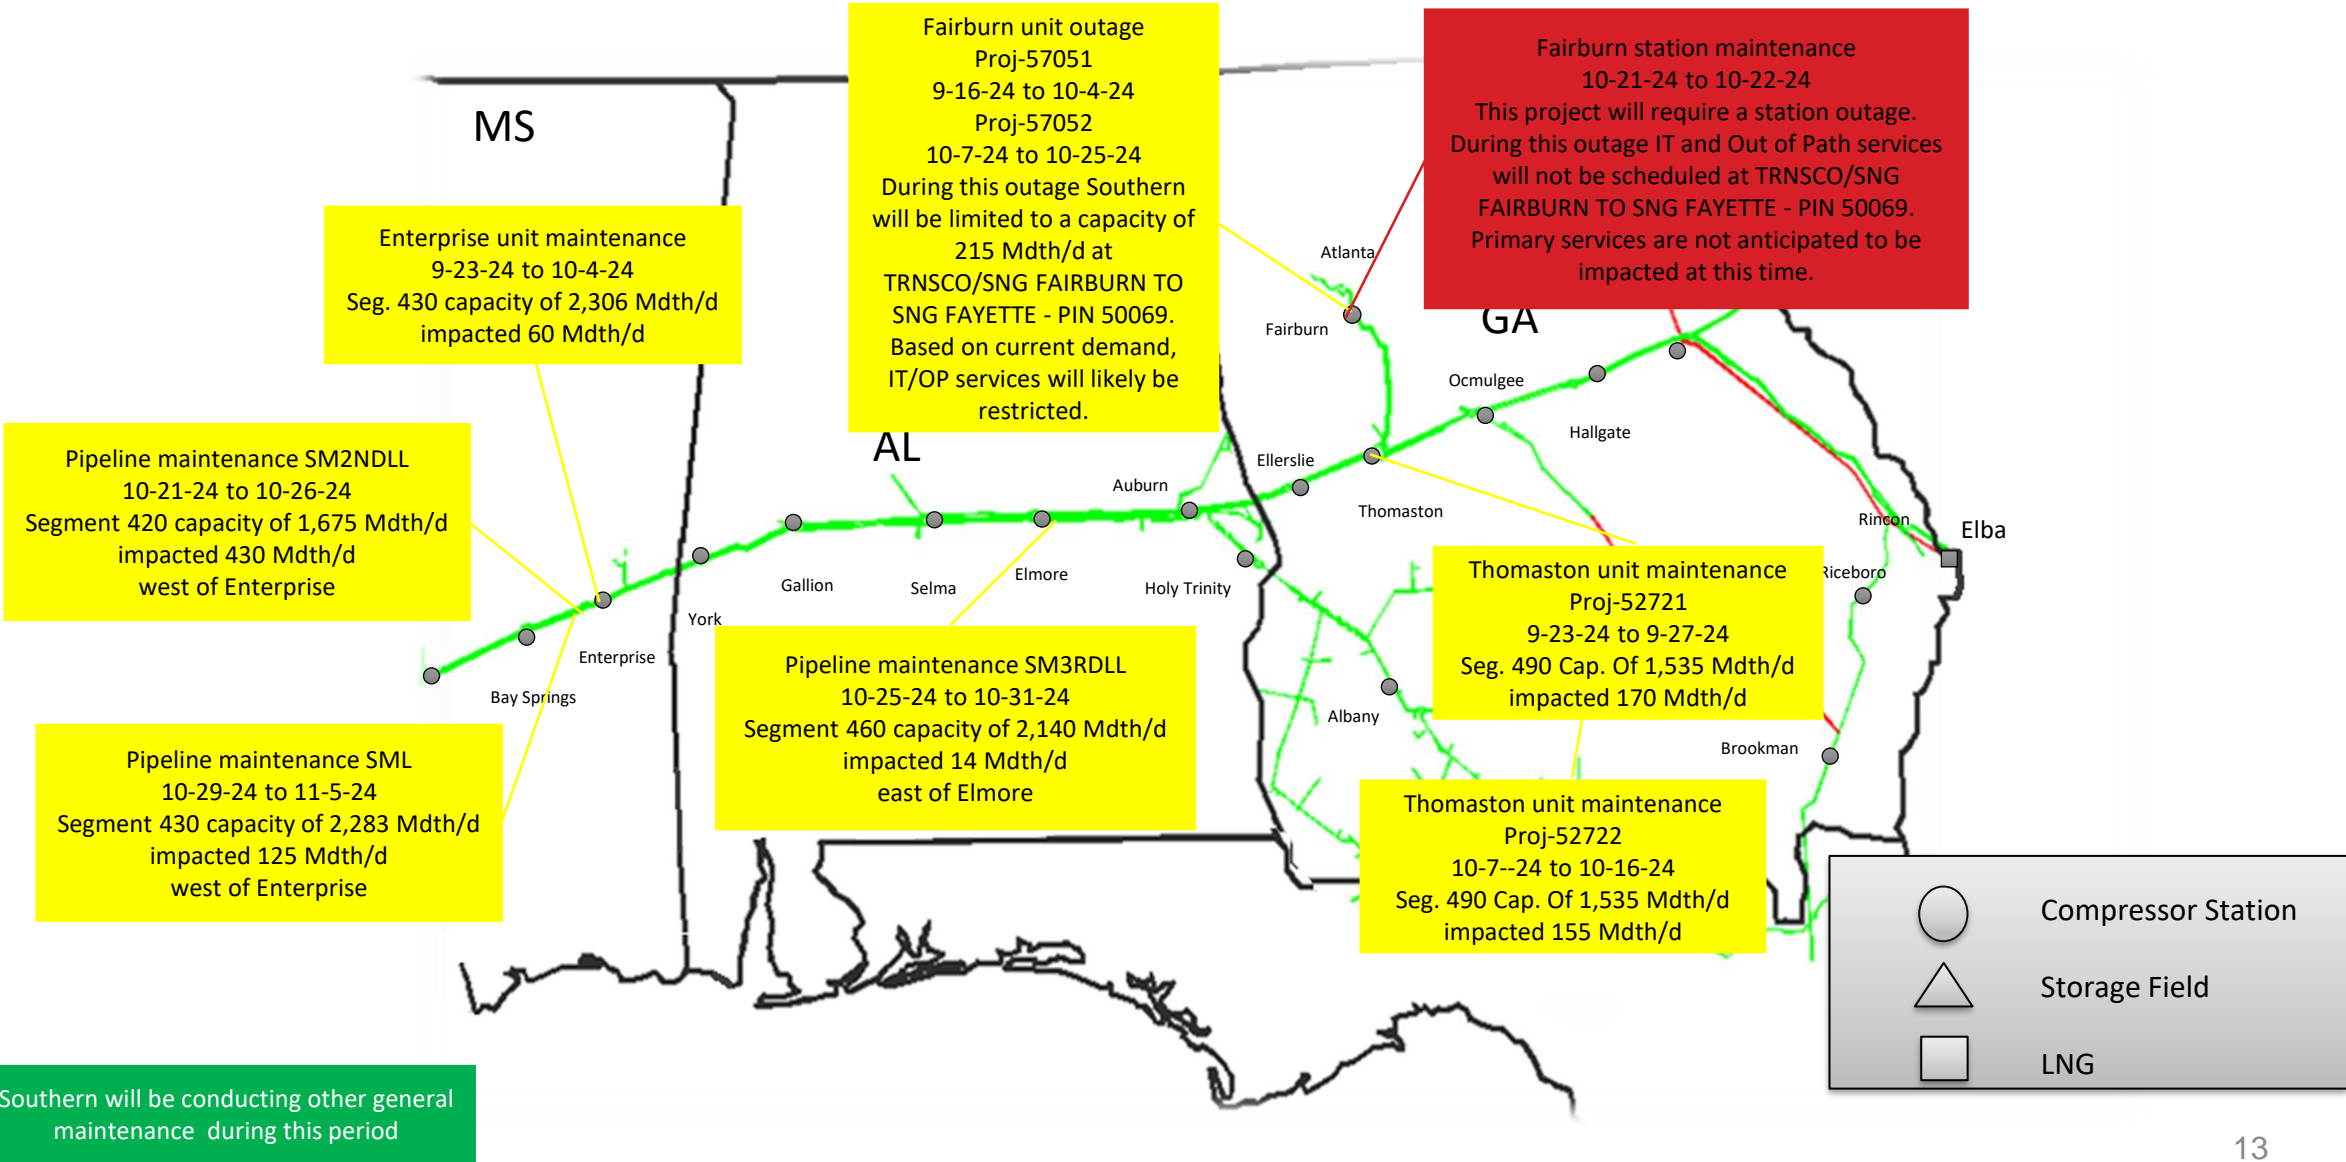 Fairburn unit outage
Proj-57051
9-16-24 to 10-4-24
Proj-57052
10-7-24 to 10-25-24
During this outage Southern
will be limited to a capacity of
215 Mdth/d at
TRNSCO/SNG FAIRBURN TO
SNG FAYETTE - PIN 50069.
Based on current demand,
IT/OP services will likely be
restricted.
Fairburn station maintenance
10-21-24 to 10-22-24
This project will require a station outage.
During this outage IT and Out of Path services
will not be scheduled at TRNSCO/SNG
FAIRBURN TO SNG FAYETTE - PIN 50069.
Primary services are not anticipated to be
impacted at this time.
MS
Enterprise unit maintenance
9-23-24 to 10-4-24
Seg. 430 capacity of 2,306 Mdth/d
impacted 60 Mdth/d
Atlanta
Fairburn
GA
Ocmulgee
Hallgate
AL
Ellerslie
Auburn
Thomaston
Pipeline maintenance SM2NDLL
10-21-24 to 10-26-24
Segment 420 capacity of 1,675 Mdth/d
impacted 430 Mdth/d
west of Enterprise
Rincon
Elba
Gallion
Selma
Elmore
Holy Trinity
Riceboro
York
Enterprise
Bay Springs
Thomaston unit maintenance
Proj-52721
9-23-24 to 9-27-24
Seg. 490 Cap. Of 1,535 Mdth/d
impacted 170 Mdth/d
Pipeline maintenance SM3RDLL
10-25-24 to 10-31-24
Segment 460 capacity of 2,140 Mdth/d
impacted 14 Mdth/d
east of Elmore
Albany
Brookman
Pipeline maintenance SML
10-29-24 to 11-5-24
Segment 430 capacity of 2,283 Mdth/d
impacted 125 Mdth/d
west of Enterprise
Thomaston unit maintenance
Proj-52722
10-7--24 to 10-16-24
Seg. 490 Cap. Of 1,535 Mdth/d
impacted 155 Mdth/d
Compressor Station
Storage Field
LNG
Southern will be conducting other general
maintenance during this period
13